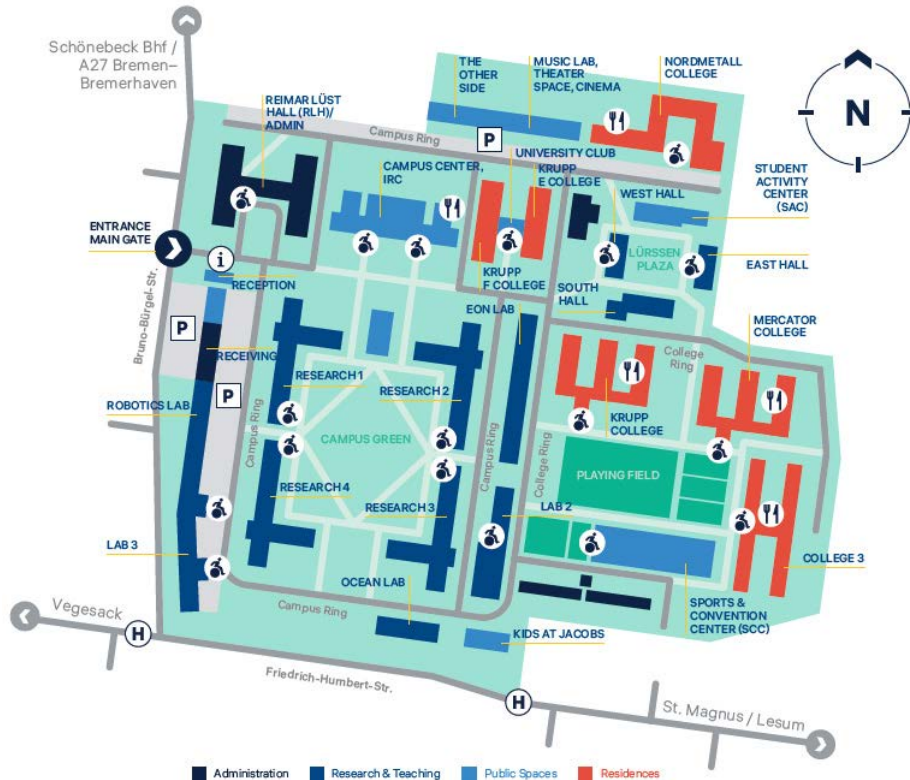 Schönebeck Bhf /
A27 Bremen–
Bremerhaven
REIMAR LÜST
HALL (RLH)/
ADMIN
THE
OTHER
SIDE
MUSIC LAB,
THEATER
SPACE, CINEMA
NORDMETALL
COLLEGE
N
Campus Ring
P
CAMPUS CENTER,
IRC
UNIVERSITY CLUB
KRUPP
E COLLEGE
WEST HALL
STUDENT
ACTIVITY
CENTER
(SAC)
ENTRANCE
MAIN GATE
i
RECEPTION
KRUPP
F COLLEGE
LÜRSSEN
PLAZA
EAST HALL
SOUTH
HALL
EON LAB
MERCATOR
COLLEGE
Bruno-Bürgel-Str.
P
RECEIVING
College
Ring
RESEARCH 1
RESEARCH 2
P
ROBOTICS LAB
KRUPP
COLLEGE
Campus Ring
CAMPUS GREEN
Campus Ring
College Ring
PLAYING FIELD
RESEARCH 4
RESEARCH 3
LAB 2
LAB 3
COLLEGE 3
OCEAN LAB
Campus Ring
SPORTS &
CONVENTION
CENTER (SCC)
KIDS AT JACOBS
Vegesack
H
Friedrich-Humbert-Str.
H
St. Magnus / Lesum
Administration
Research & Teaching
Public Spaces
Residences